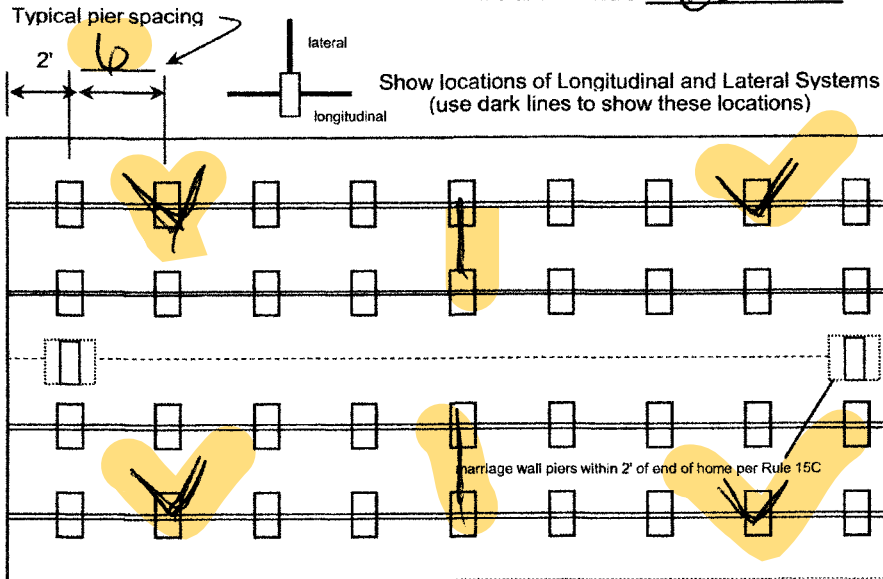 Typical pier spacing
2'
6
lateral
longitudinal
Show locations of Longitudinal and Lateral Systems
(use dark lines to show these locations)
marriage wall piers within 2' of end of home per Rule 15C